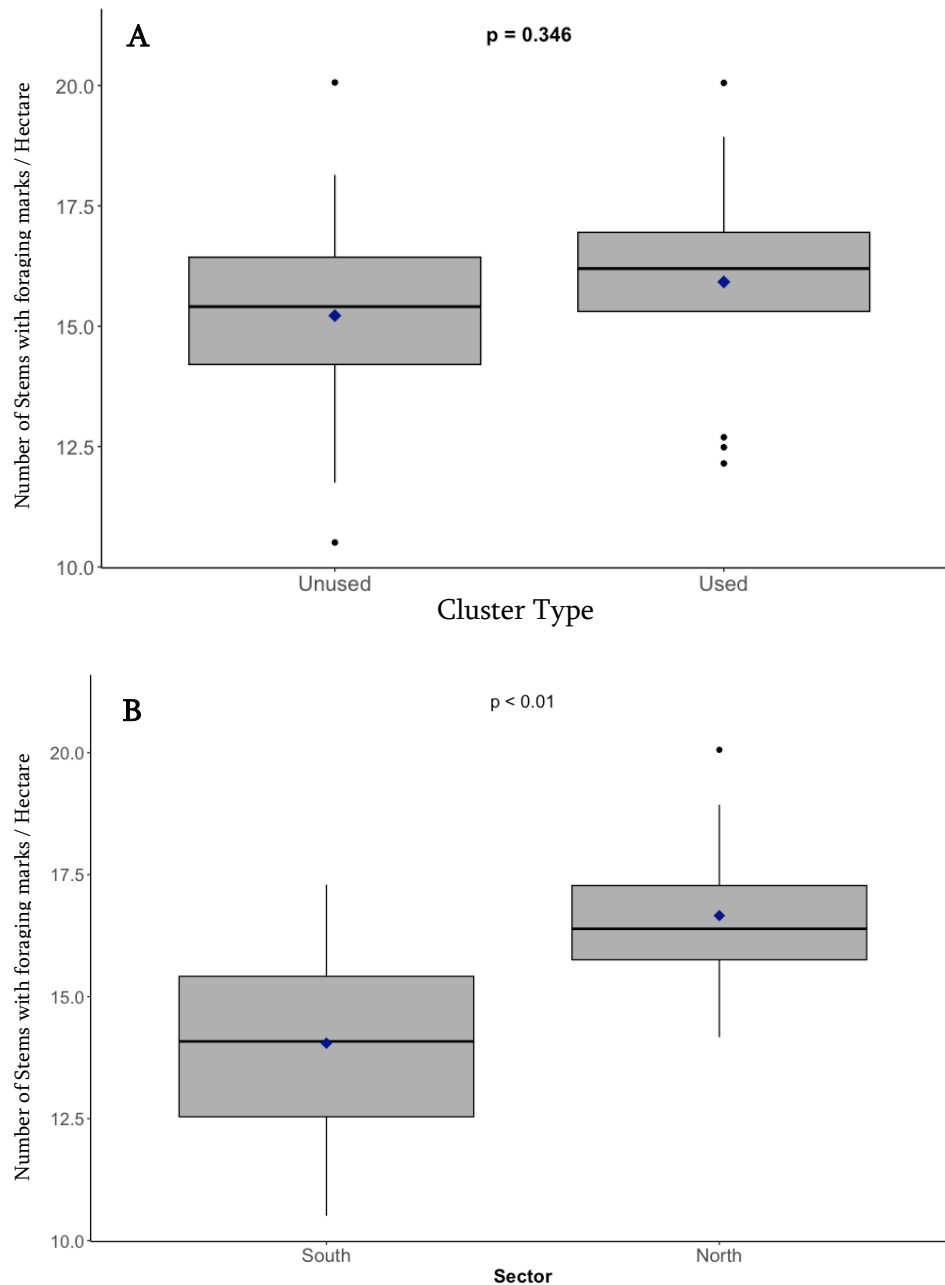 A
p = 0.346
Number of Stems with foraging marks / Hectare
20.0
17.5
15.0
12.5
10.0
Unused
Used
Cluster Type
B
p < 0.01
Number of Stems with foraging marks / Hectare
20.0
17.5
15.0
12.5
10.0
South
North
Sector